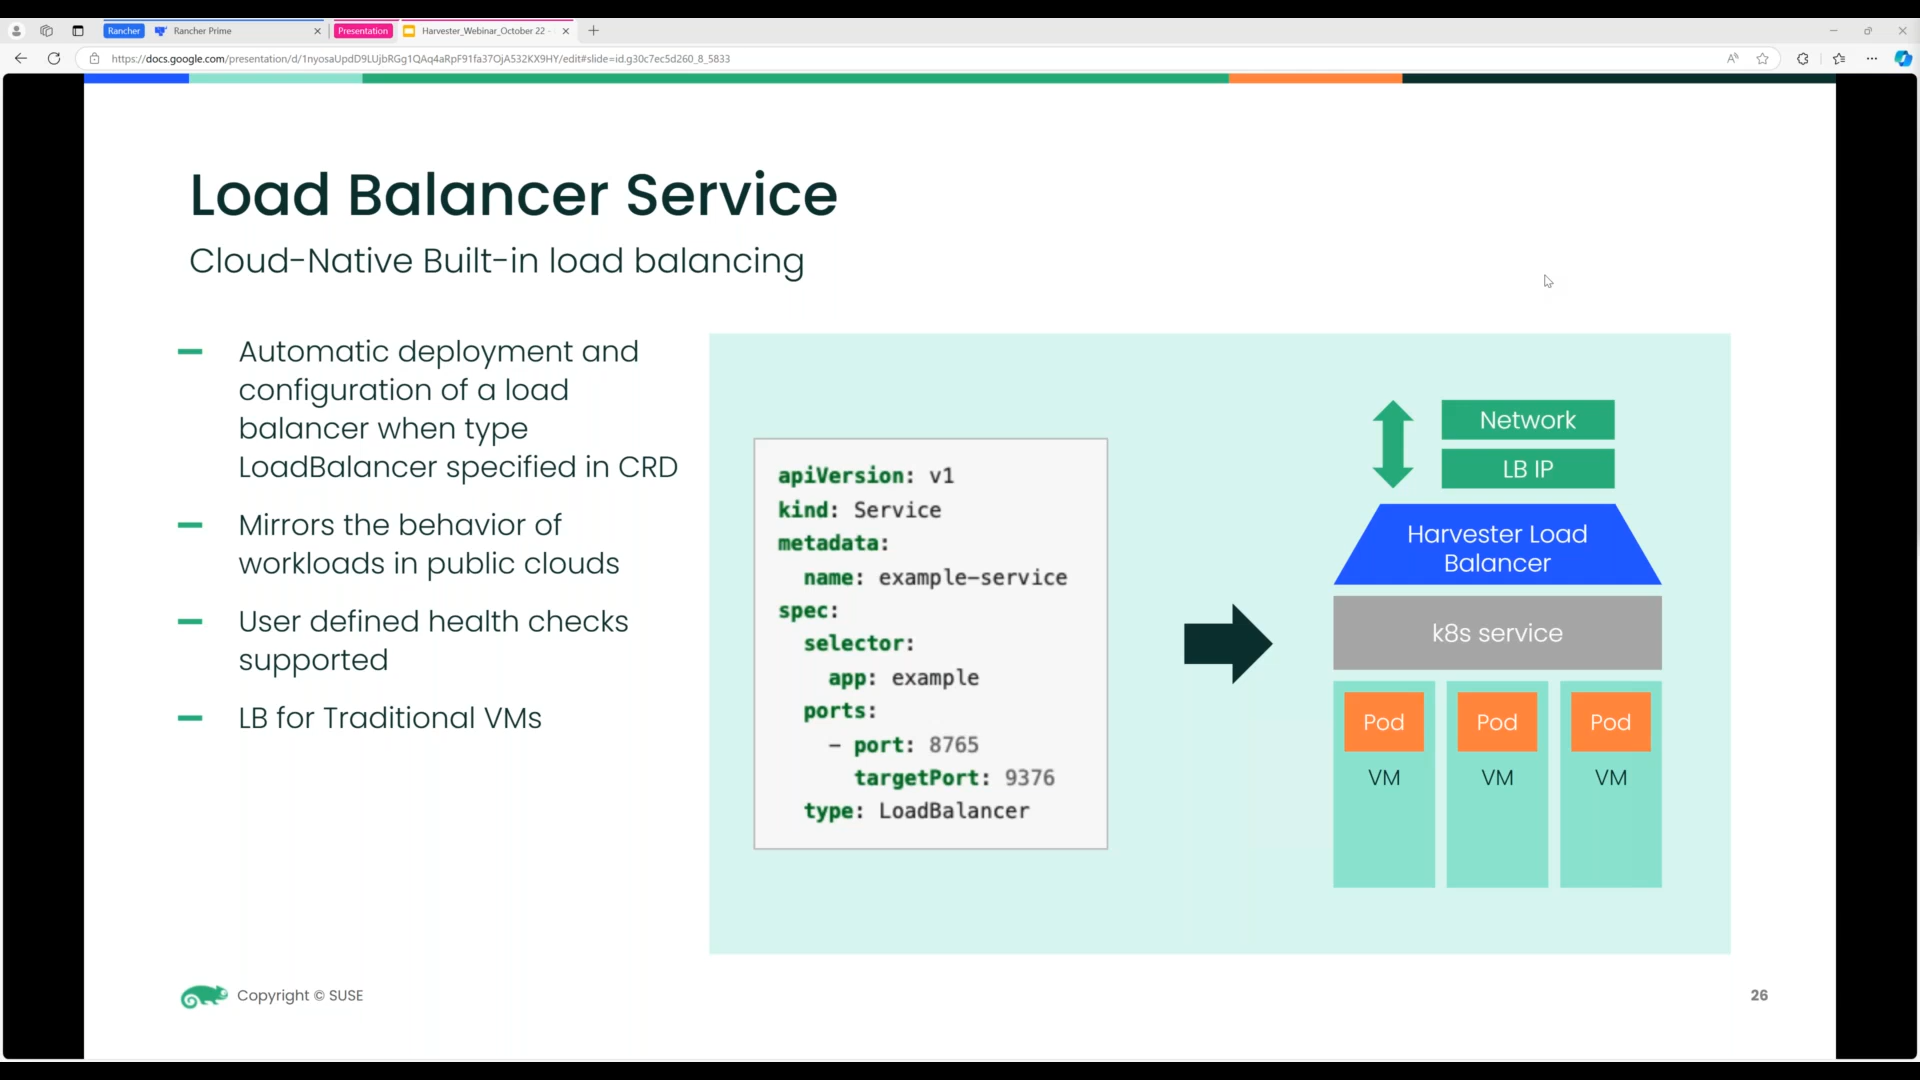 Rancher
Rancher Prime
Presentation
Harvester_Webinar_October 22 -
https://docs.google.com/presentation/d/1nyosaUpdD9LUjbRGg1QAq4aRpF91fa37OjA532KX9HY/edit#slide=id.g30c7ec5d260_8_5833
Load Balancer Service
Cloud-Native Built-in load balancing
Automatic deployment and
configuration of a load
balancer when type
LoadBalancer specified in CRD
Mirrors the behavior of
workloads in public clouds
User defined health checks
supported
LB for Traditional VMs
apiVersion: v1
kind: Service
metadata:
name: example-service
spec:
selector:
app: example
ports:
- port: 8765
targetPort: 9376
type: LoadBalancer
Network
LB IP
Harvester Load
Balancer
k8s service
Pod Pod Pod
VM VM VM
Copyright © SUSE
26